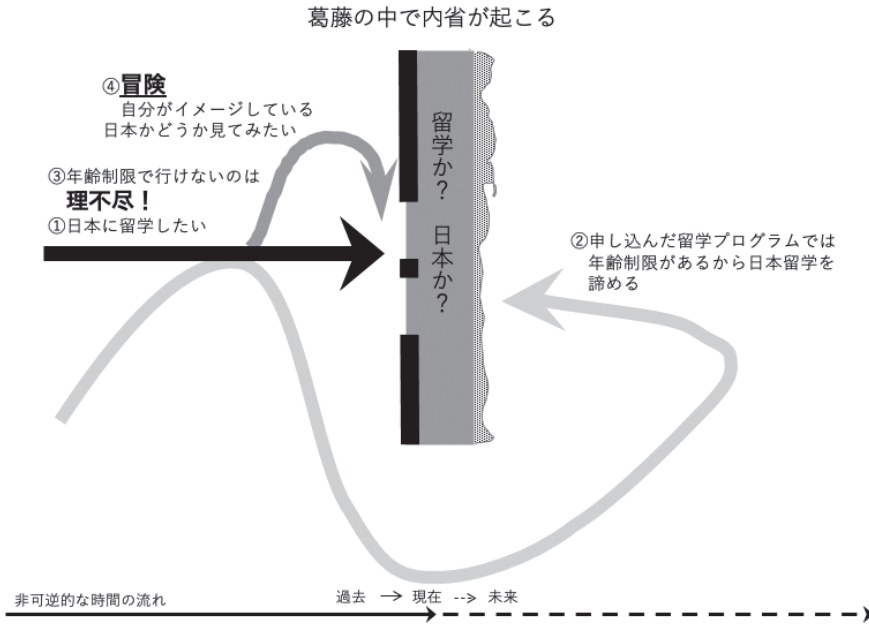 葛藤の中で内省が起こる
④冒険
自分がイメージしている
日本かどうか見てみたい
③年齢制限で行けないのは
理不尽！
①日本に留学したい
留学か？　日本か？
②申し込んだ留学プログラムでは
年齢制限があるから日本留学を
諦める
非可逆的な時間の流れ
過去 → 現在 --> 未来